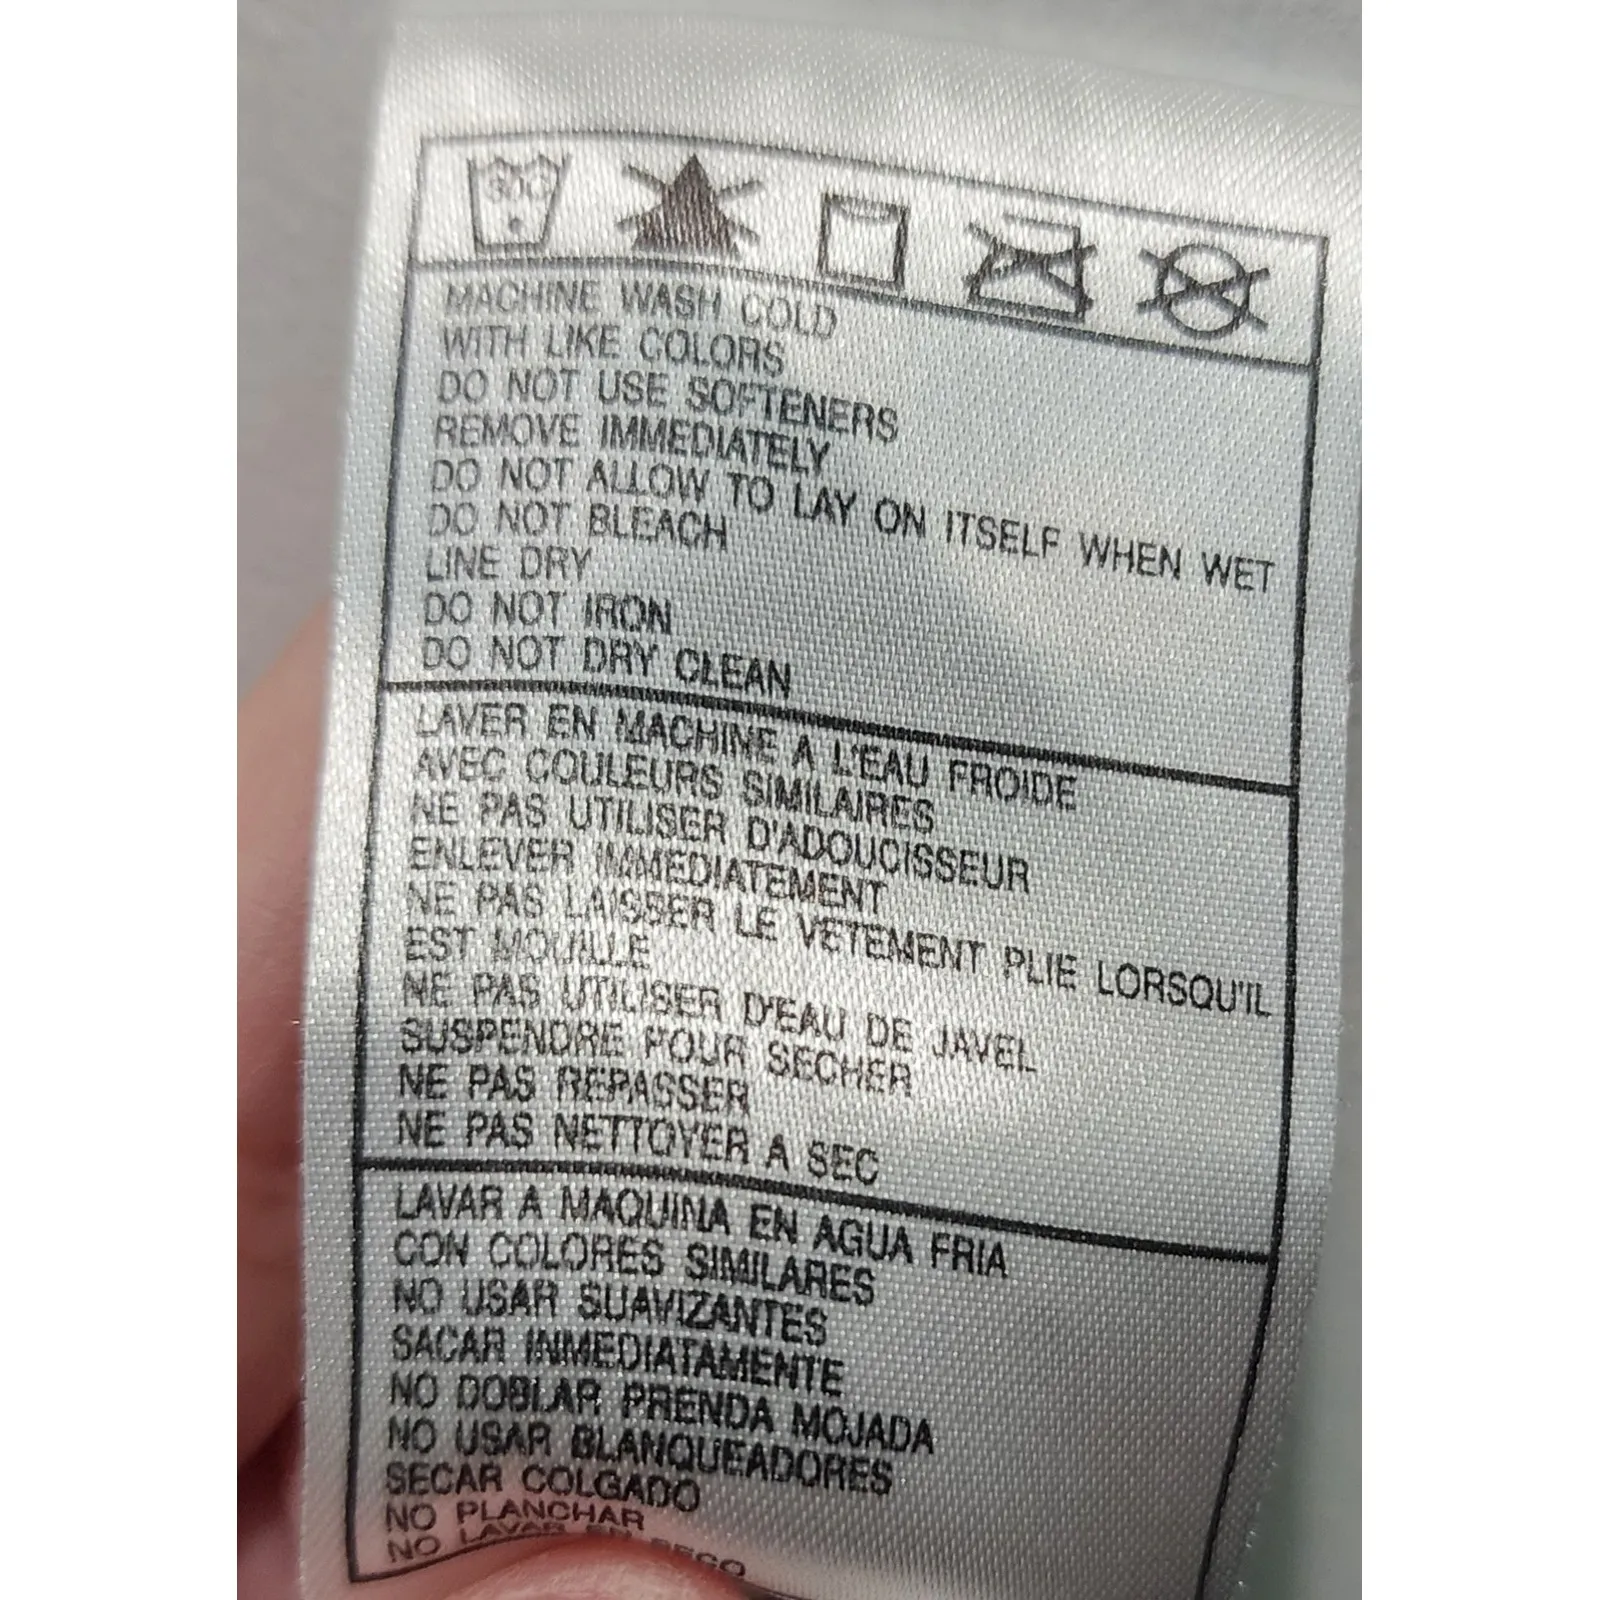 30C
MACHINE WASH COLD
WITH LIKE COLORS
DO NOT USE SOFTENERS
REMOVE IMMEDIATELY
DO NOT ALLOW TO LAY ON ITSELF WHEN WET
DO NOT BLEACH
LINE DRY
DO NOT IRON
DO NOT DRY CLEAN
LAVER EN MACHINE A L'EAU FROIDE
AVEC COULEURS SIMILAIRES
NE PAS UTILISER D'ADOUCISSEUR
ENLEVER IMMEDIATEMENT
NE PAS LAISSER LE VETEMENT PLIE LORSQU'IL
EST MOUILLE
NE PAS UTILISER D'EAU DE JAVEL
SUSPENDRE POUR SECHER
NE PAS REPASSER
NE PAS NETTOYER A SEC
LAVAR A MAQUINA EN AGUA FRIA
CON COLORES SIMILARES
NO USAR SUAVIZANTES
SACAR INMEDIATAMENTE
NO DOBLAR PRENDA MOJADA
NO USAR BLANQUEADORES
SECAR COLGADO
NO PLANCHAR
NO LAVAR EN SECO